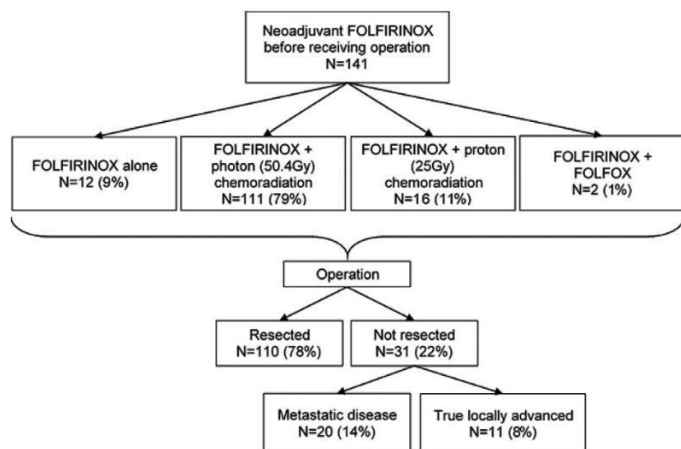 Neoadjuvant FOLFIRINOX
before receiving operation
N=141
FOLFIRINOX alone
N=12 (9%)
FOLFIRINOX +
photon (50.4Gy)
chemoradiation
N=111 (79%)
FOLFIRINOX + proton
(25Gy)
chemoradiation
N=16 (11%)
FOLFIRINOX +
FOLFOX
N=2 (1%)
Operation
Resected
N=110 (78%)
Not resected
N=31 (22%)
Metastatic disease
N=20 (14%)
True locally advanced
N=11 (8%)